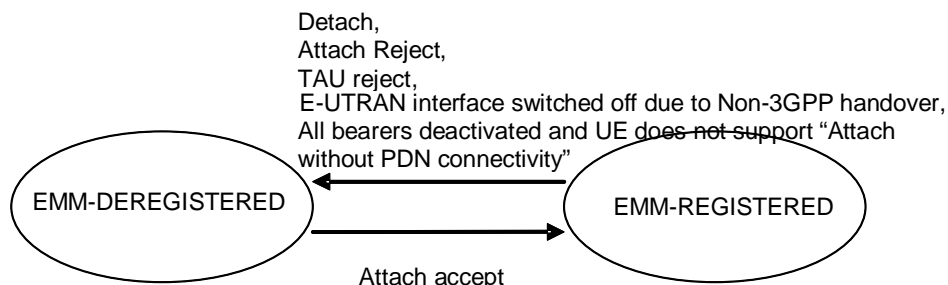 Detach,
Attach Reject,
TAU reject,
E-UTRAN interface switched off due to Non-3GPP handover,
All bearers deactivated and UE does not support “Attach
without PDN connectivity”
EMM-DEREGISTERED
EMM-REGISTERED
Attach accept